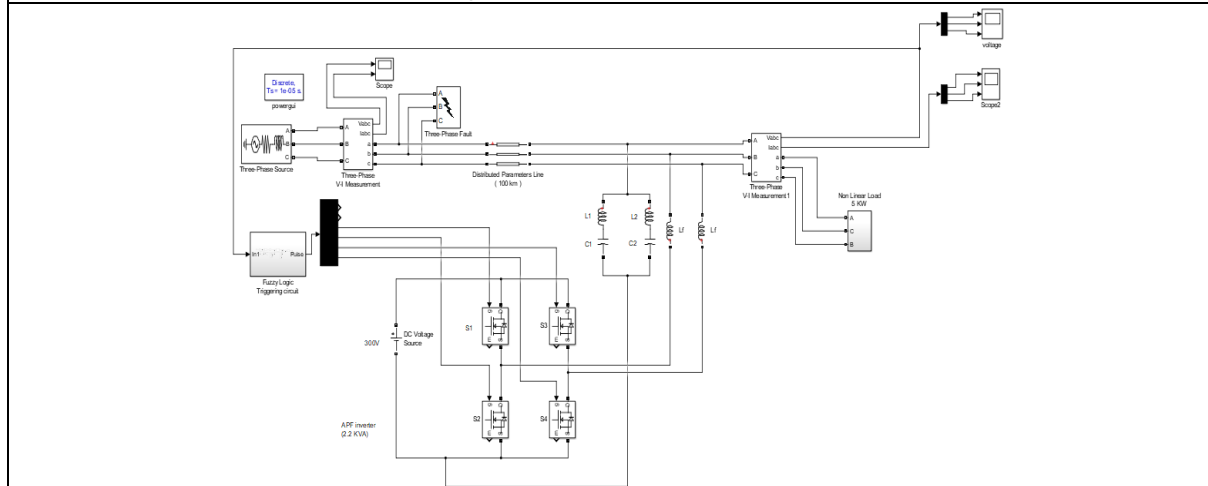 voltage
Scope
Scope2
Discrete,
Ts = 1e-05 s.
powergui
A
B
C
Three-Phase Fault
A
B
C
Three-Phase Source
A
B
C
Vabc
Iabc
a
b
c
Three-Phase
V-I Measurement
Distributed Parameters Line
( 100 km )
A
B
C
Vabc
Iabc
a
b
c
Three-Phase
V-I Measurement1
Non Linear Load
5 KW
A
C
B
L1
L2
Lf
Lf
C1
C2
In1
Pulse
Fuzzy Logic
Triggering circuit
S1
g
C
E
S3
g
C
E
DC Voltage
Source
300V
S2
g
C
E
S4
g
C
E
APF inverter
(2.2 KVA)